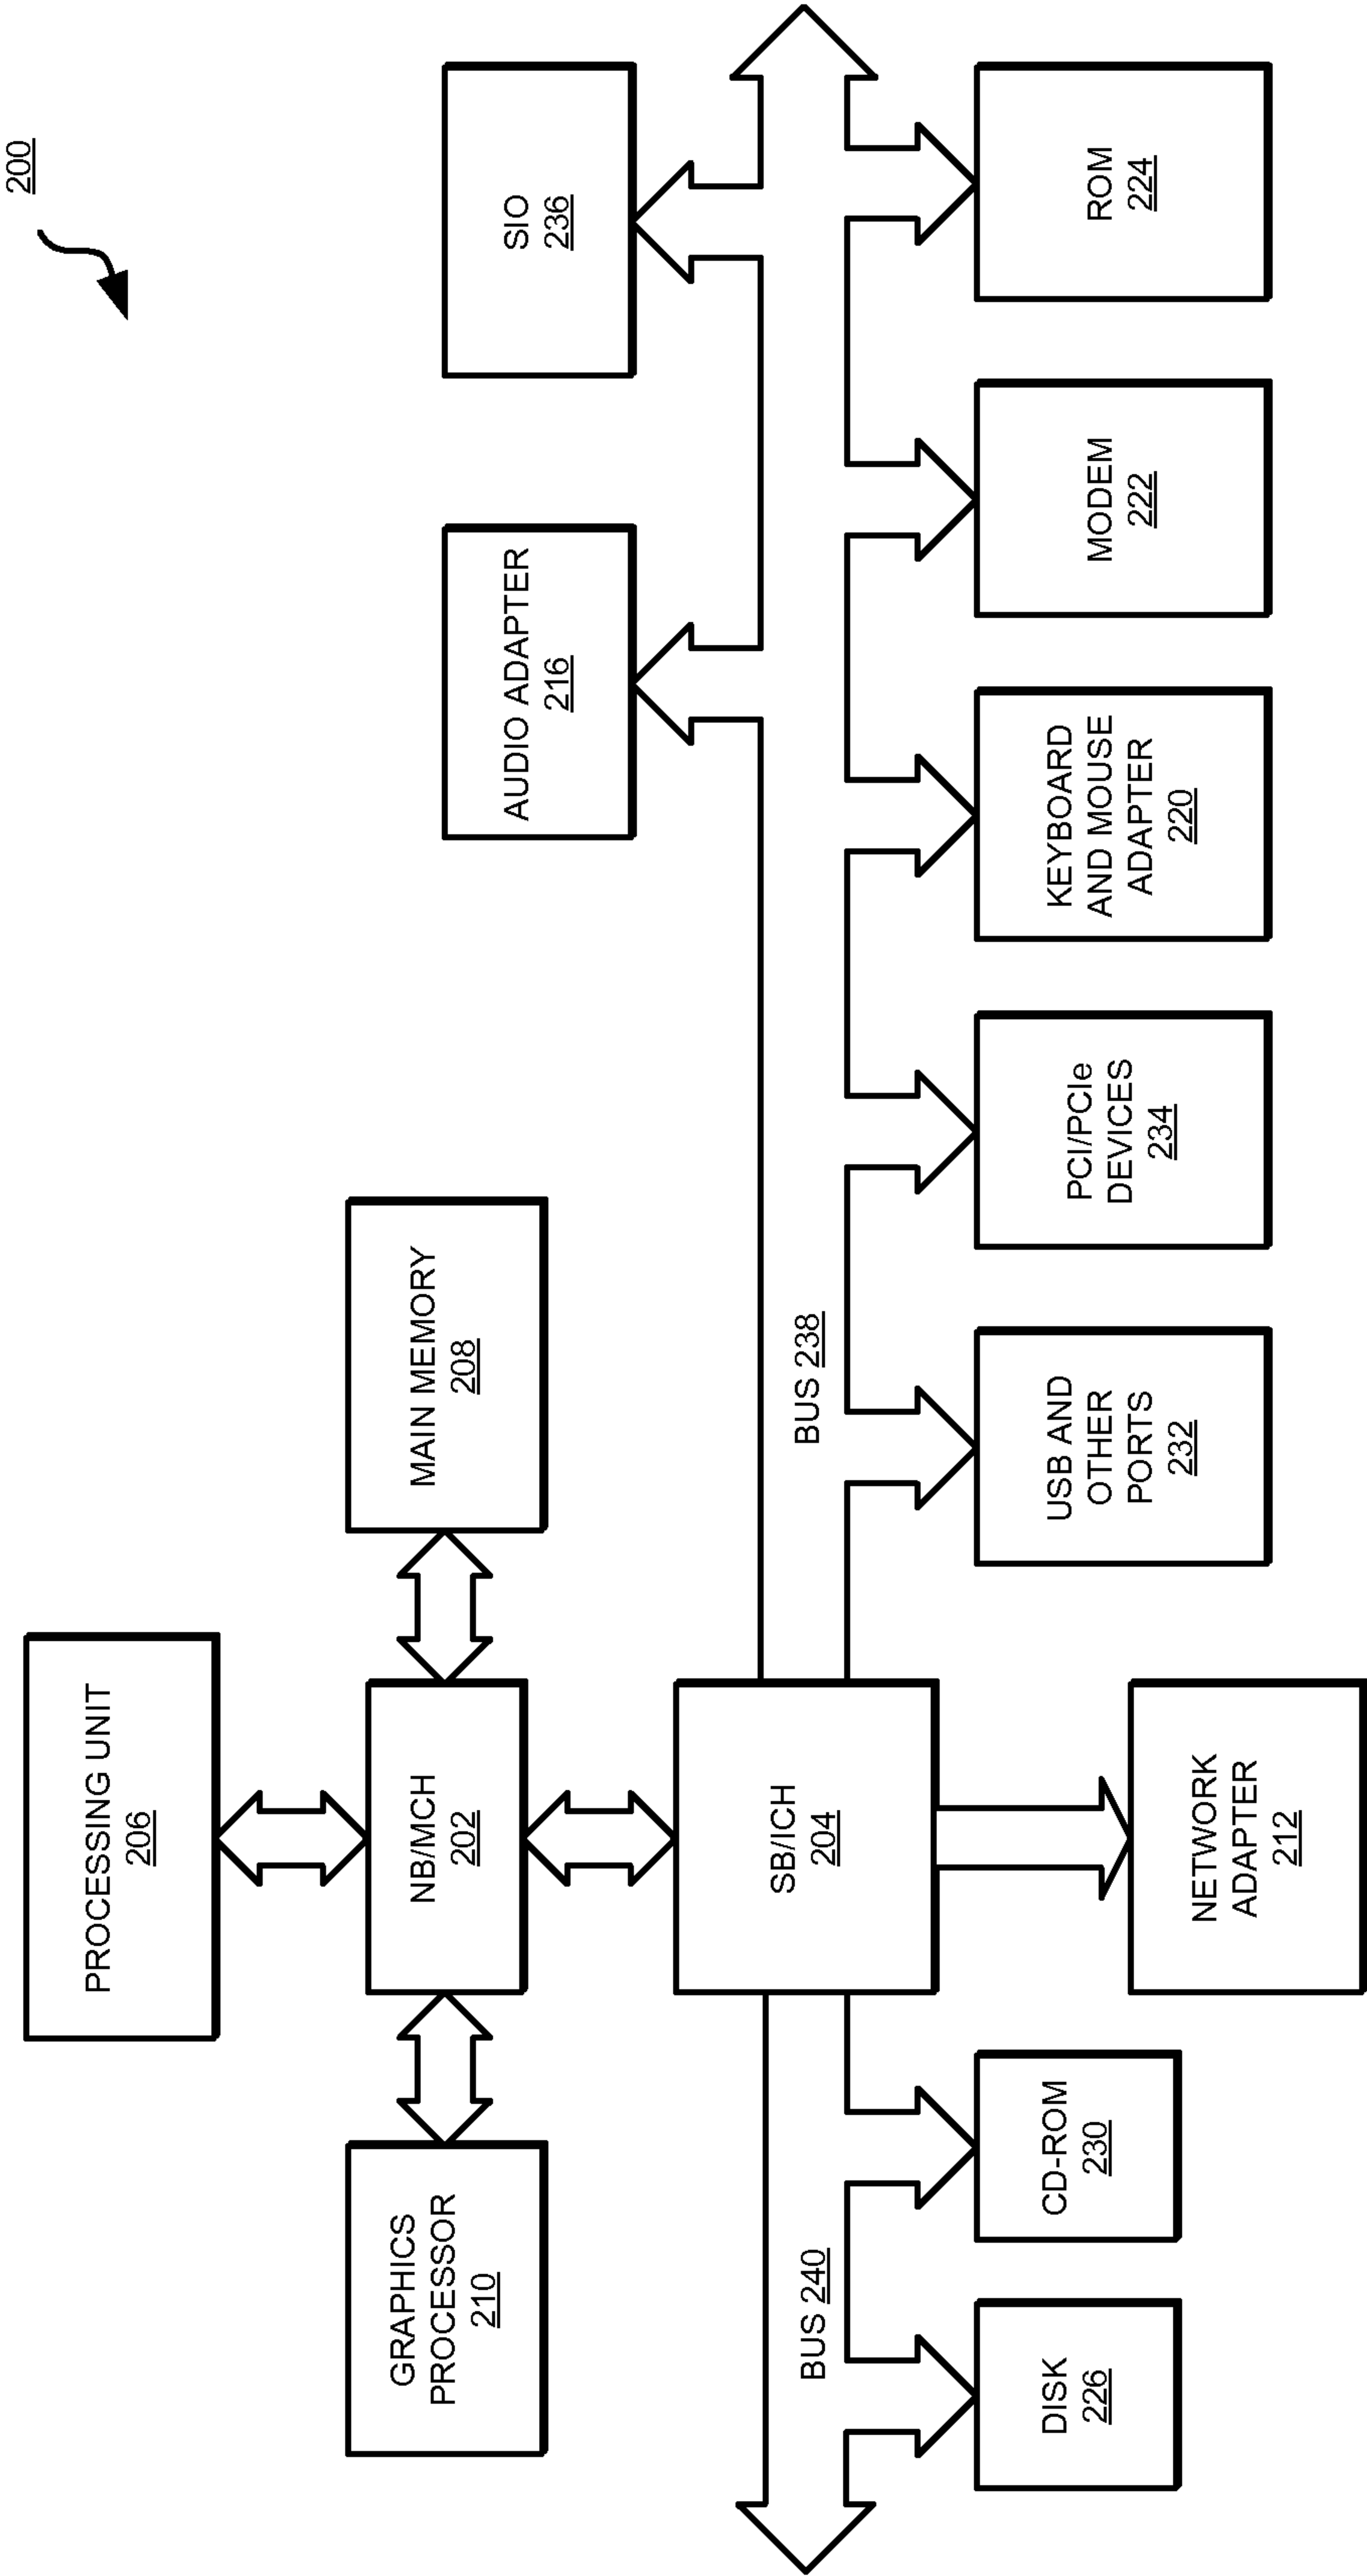 200
PROCESSING UNIT
206
GRAPHICS
PROCESSOR
210
NB/MCH
202
MAIN MEMORY
208
AUDIO ADAPTER
216
SIO
236
SB/ICH
204
BUS 240
BUS 238
DISK
226
CD-ROM
230
USB AND
OTHER
PORTS
232
PCI/PCIe
DEVICES
234
KEYBOARD
AND MOUSE
ADAPTER
220
MODEM
222
ROM
224
NETWORK
ADAPTER
212